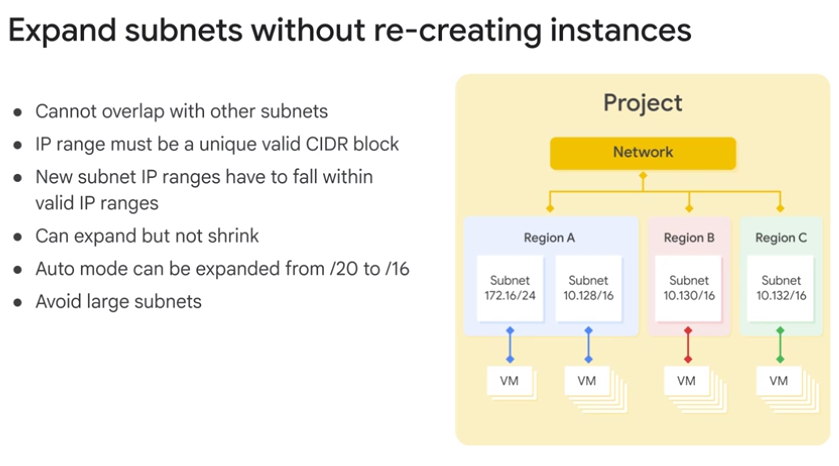 Expand subnets without re-creating instances
● Cannot overlap with other subnets
● IP range must be a unique valid CIDR block
● New subnet IP ranges have to fall within
valid IP ranges
● Can expand but not shrink
● Auto mode can be expanded from /20 to /16
● Avoid large subnets
Project
Network
Region A
Region B
Region C
Subnet
172.16/24
Subnet
10.128/16
Subnet
10.130/16
Subnet
10.132/16
VM
VM
VM
VM